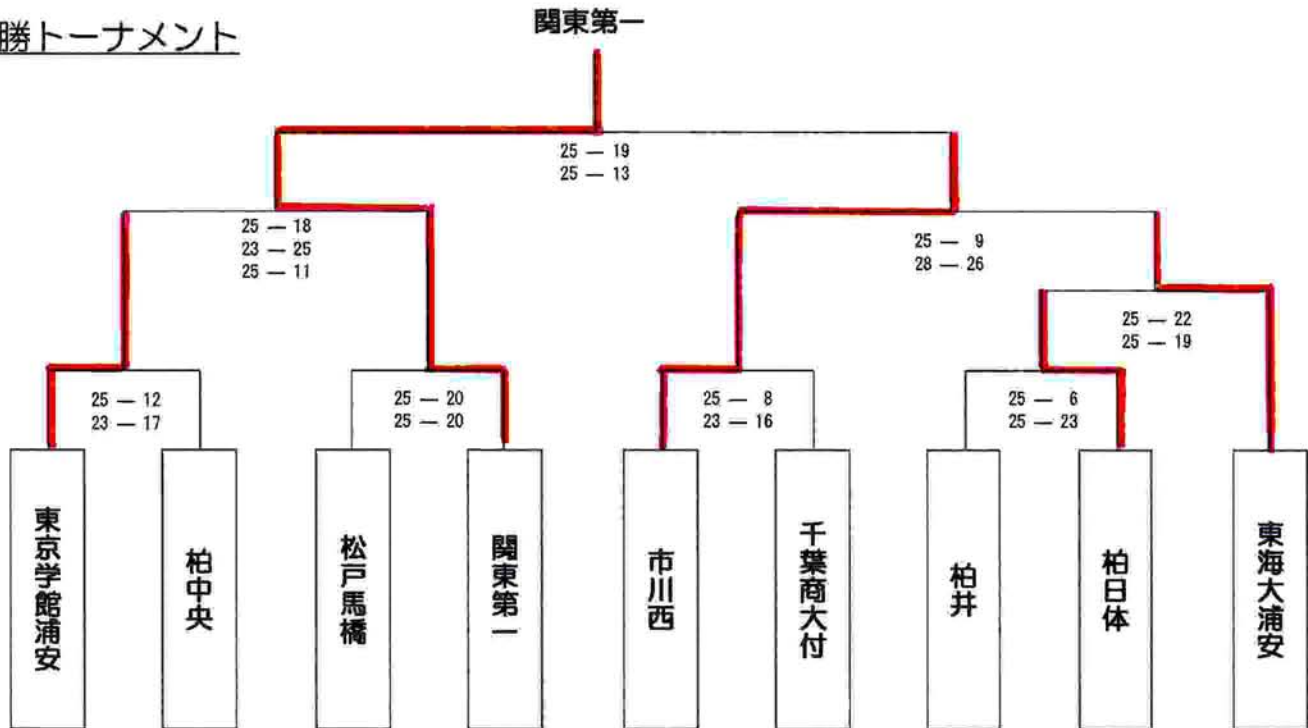 勝トーナメント
関東第一
25 — 19
25 — 13
25 — 18
23 — 25
25 — 11
25 — 9
28 — 26
25 — 22
25 — 19
25 — 12
23 — 17
25 — 20
25 — 20
25 — 8
23 — 16
25 — 6
25 — 23
東京学館浦安
柏中央
松戸馬橋
関東第一
市川西
千葉商大付
柏井
柏日体
東海大浦安